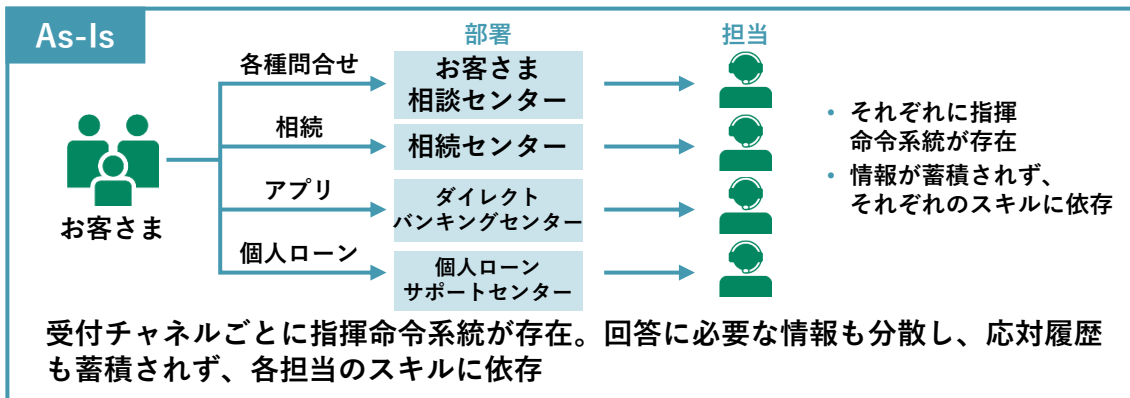 As-Is
部署
担当
各種問合せ
お客さま
相談センター
相続
相続センター
アプリ
ダイレクト
バンキングセンター
個人ローン
個人ローン
サポートセンター
お客さま
• それぞれに指揮
命令系統が存在
• 情報が蓄積されず、
それぞれのスキルに依存
受付チャネルごとに指揮命令系統が存在。回答に必要な情報も分散し、応対履歴
も蓄積されず、各担当のスキルに依存